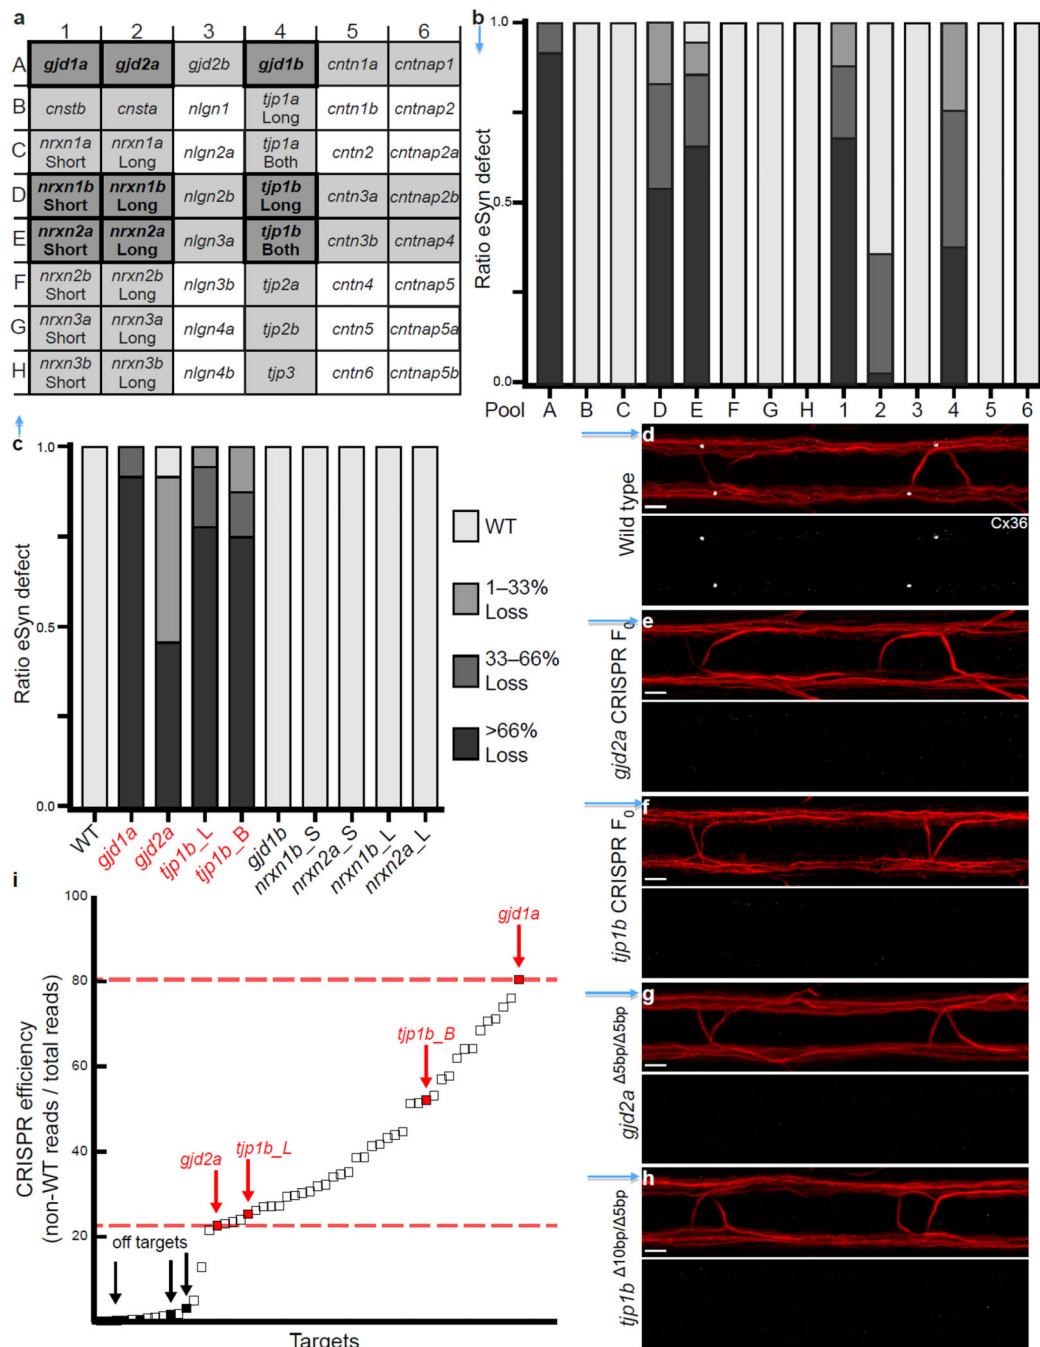 a
1 2 3 4 5 6
A gjd1a gjd2a gjd2b gjd1b cntn1a cntnap1
B cnstb cnsta nlgn1 tjp1a Long cntn1b cntnap2
C nrxn1a Short nrxn1a Long nlgn2a tjp1a Both cntn2 cntnap2a
D nrxn1b Short nrxn1b Long nlgn2b tjp1b Long cntn3a cntnap2b
E nrxn2a Short nrxn2a Long nlgn3a tjp1b Both cntn3b cntnap4
F nrxn2b Short nrxn2b Long nlgn3b tjp2a cntn4 cntnap5
G nrxn3a Short nrxn3a Long nlgn4a tjp2b cntn5 cntnap5a
H nrxn3b Short nrxn3b Long nlgn4b tjp3 cntn6 cntnap5b
b
Ratio eSyn defect
1.0
0.5
0.0
Pool A B C D E F G H 1 2 3 4 5 6
c
Ratio eSyn defect
1.0
0.5
0.0
WT gjd1a gjd2a tjp1b_L tjp1b_B gjd1b nrxn1b_S nrxn2a_S nrxn1b_L nrxn2a_L
WT
1–33%
Loss
33–66%
Loss
>66%
Loss
d
Wild type
Cx36
e
gjd2a CRISPR F0
f
tjp1b CRISPR F0
g
gjd2a Δ5bp/Δ5bp
h
tjp1b Δ10bp/Δ5bp
i
CRISPR efficiency
(non-WT reads / total reads)
100
80
60
40
20
gjd1a
tjp1b_B
tjp1b_L
gjd2a
off targets
Targets